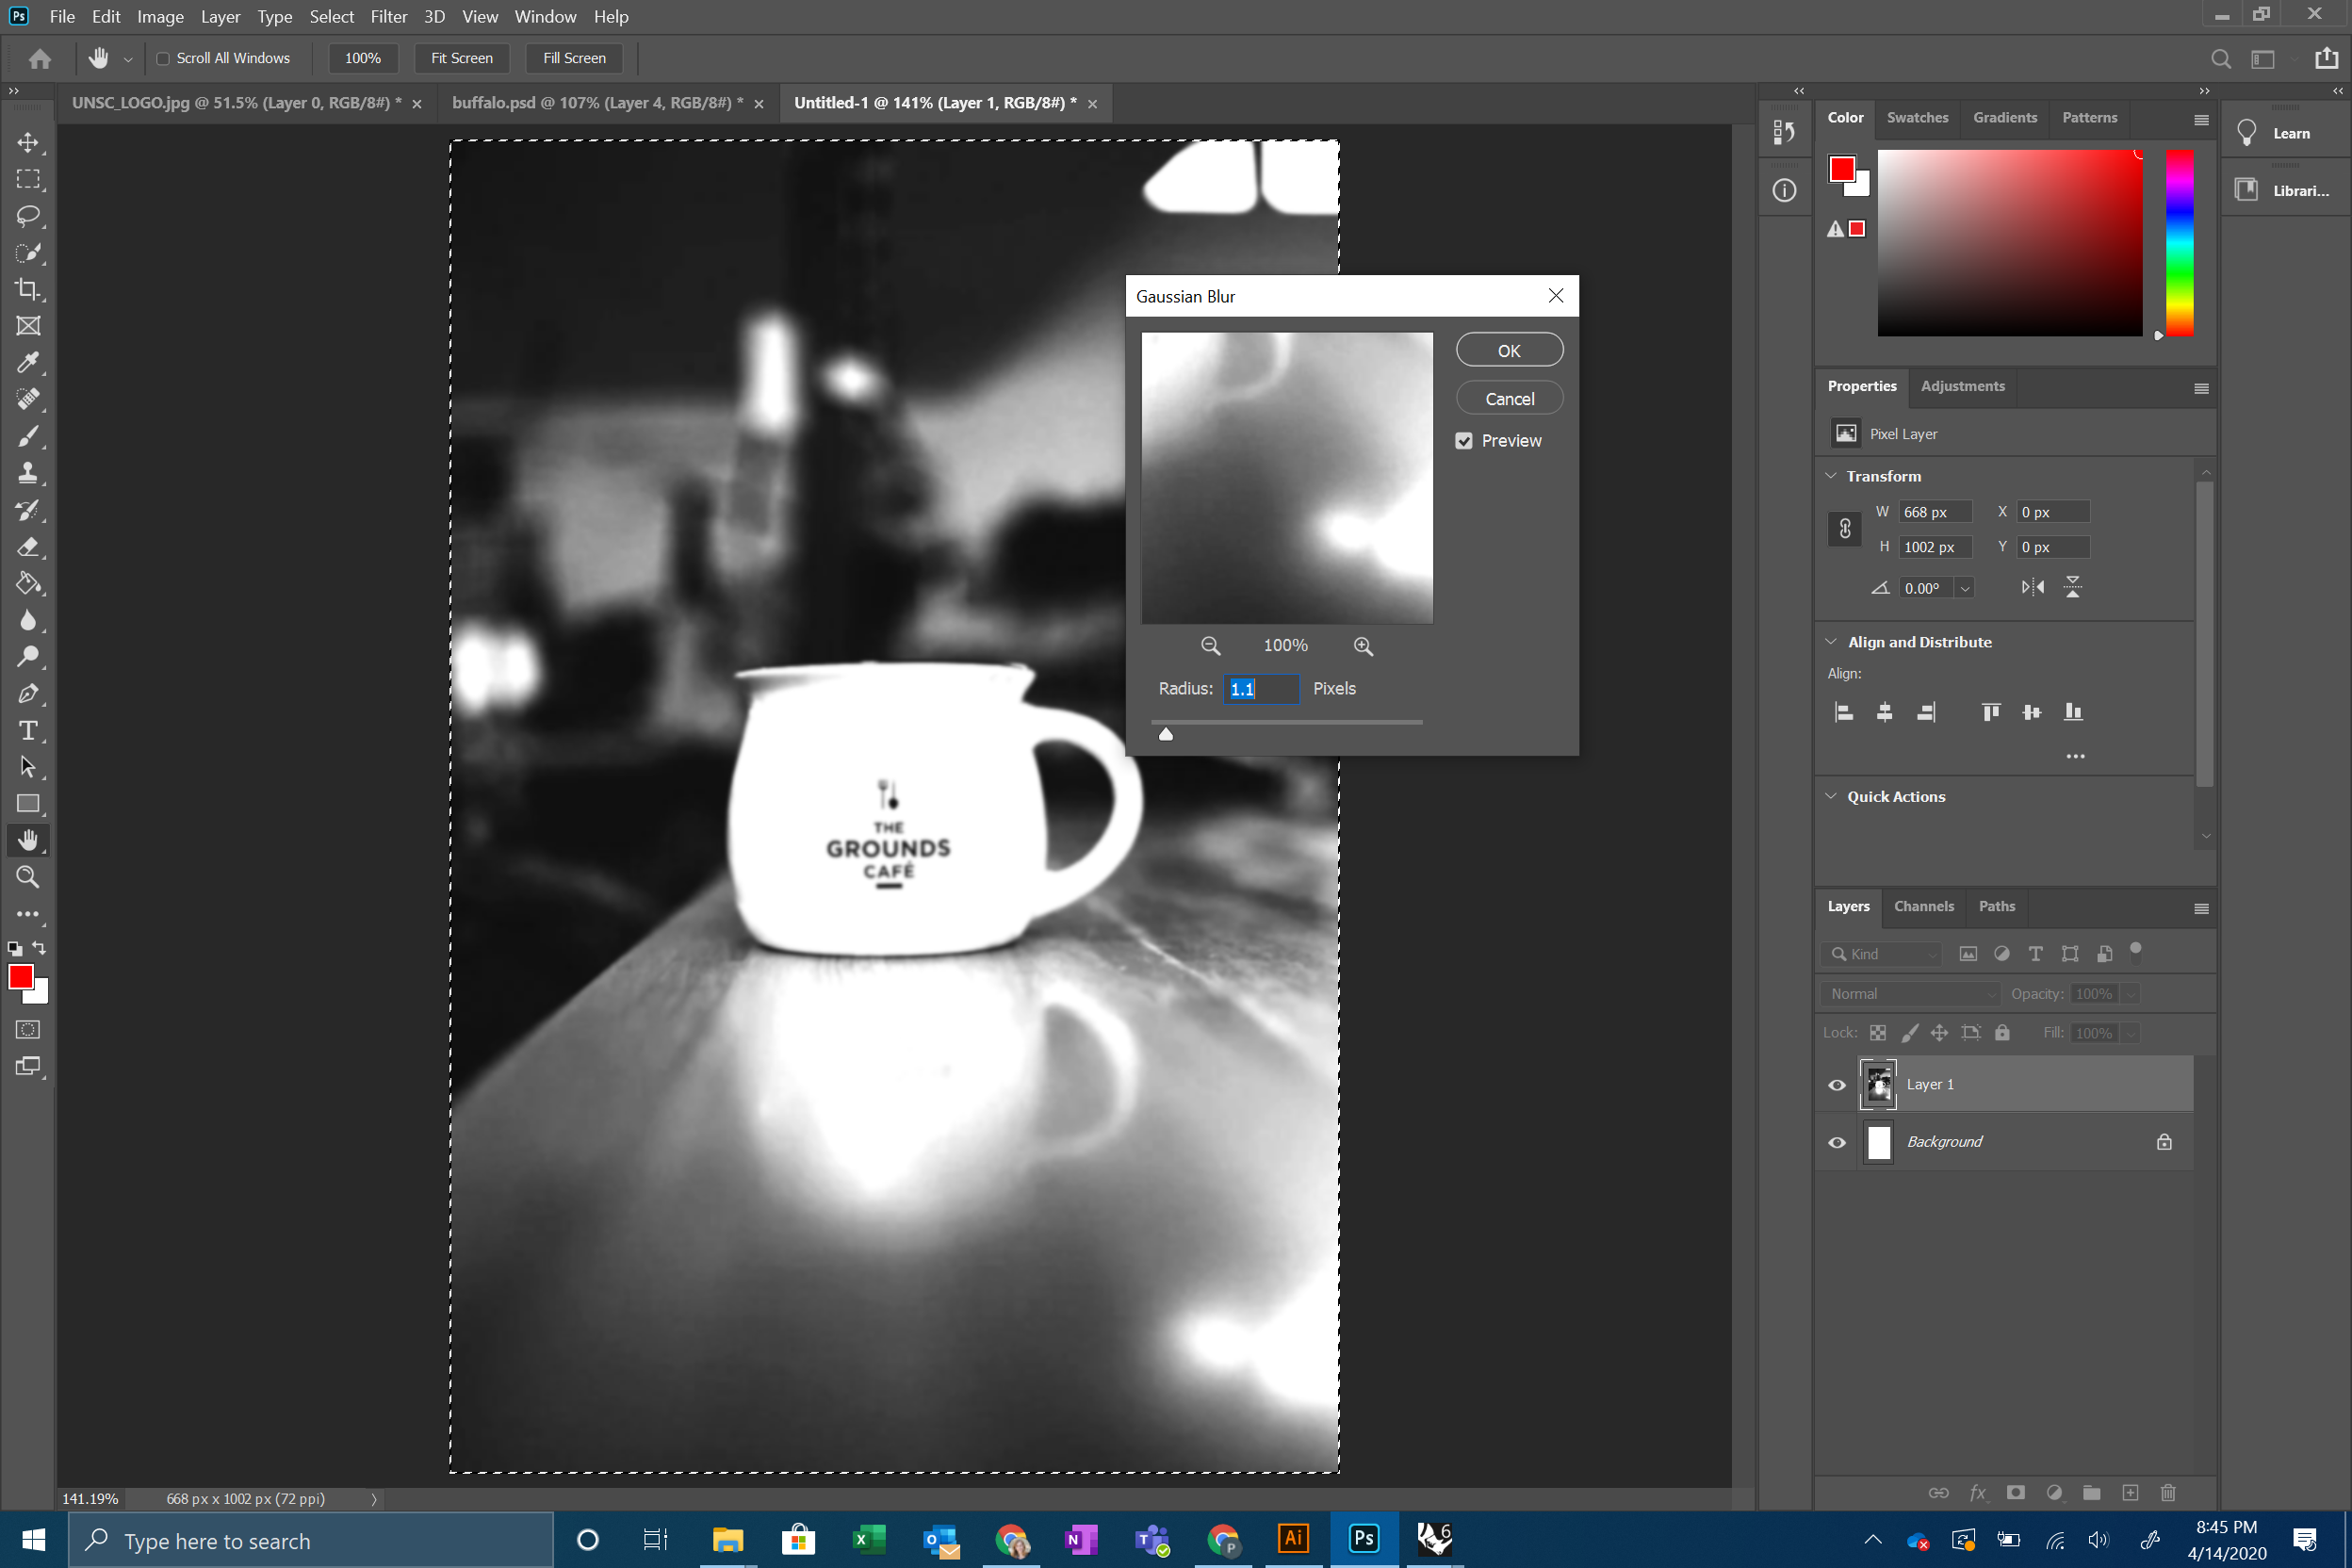 Ps File Edit Image Layer Type Select Filter 3D View Window Help
Scroll All Windows 100% Fit Screen Fill Screen
UNSC_LOGO.jpg @ 51.5% (Layer 0, RGB/8#) * × buffalo.psd @ 107% (Layer 4, RGB/8#) * × Untitled-1 @ 141% (Layer 1, RGB/8#) * ×
Color Swatches Gradients Patterns
Learn
Librari...
Gaussian Blur
OK
Cancel
Preview
100%
Radius: 1.1 Pixels
THE
GROUNDS
CAFÉ
Properties Adjustments
Pixel Layer
Transform
W 668 px X 0 px
H 1002 px Y 0 px
0.00°
Align and Distribute
Align:
Quick Actions
Layers Channels Paths
Kind
Normal Opacity: 100%
Lock: Fill: 100%
Layer 1
Background
fx
141.19% 668 px x 1002 px (72 ppi)
Type here to search
X O N T P Ai Ps 6
8:45 PM
4/14/2020